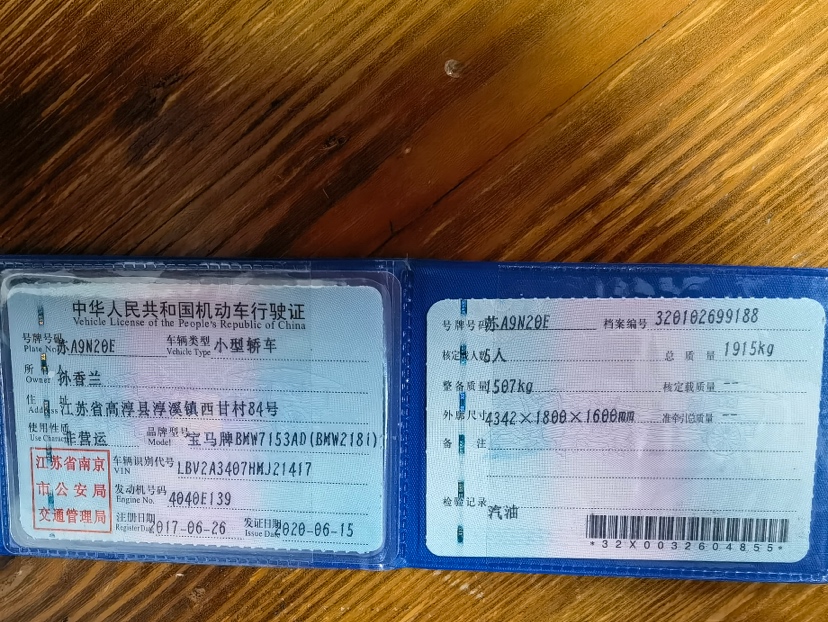 中华人民共和国机动车行驶证
Vehicle License of the People's Republic of China
号牌号码 苏A9N20E 车辆类型 小型轿车
Plate No. Vehicle Type
所有人 孙香兰
Owner
住址 江苏省高淳县淳溪镇西甘村84号
Address
使用性质 非营运 品牌型号 宝马牌BMW7153AD(BMW218i)
Use Character Model
江苏省南京
市公安局
交通管理局
车辆识别代号 LBV2A3407HMJ21417
VIN
发动机号码 4040E139
Engine No.
注册日期 2017-06-26 发证日期 2020-06-15
Register Date Issue Date
号牌号码 苏A9N20E 档案编号 320102699188
核定载人数 5人 总质量 1915kg
整备质量 1507kg 核定载质量 --
外廓尺寸 4342×1800×1600mm 准牵引总质量 --
备注
检验记录 汽油
*32X0032604855*